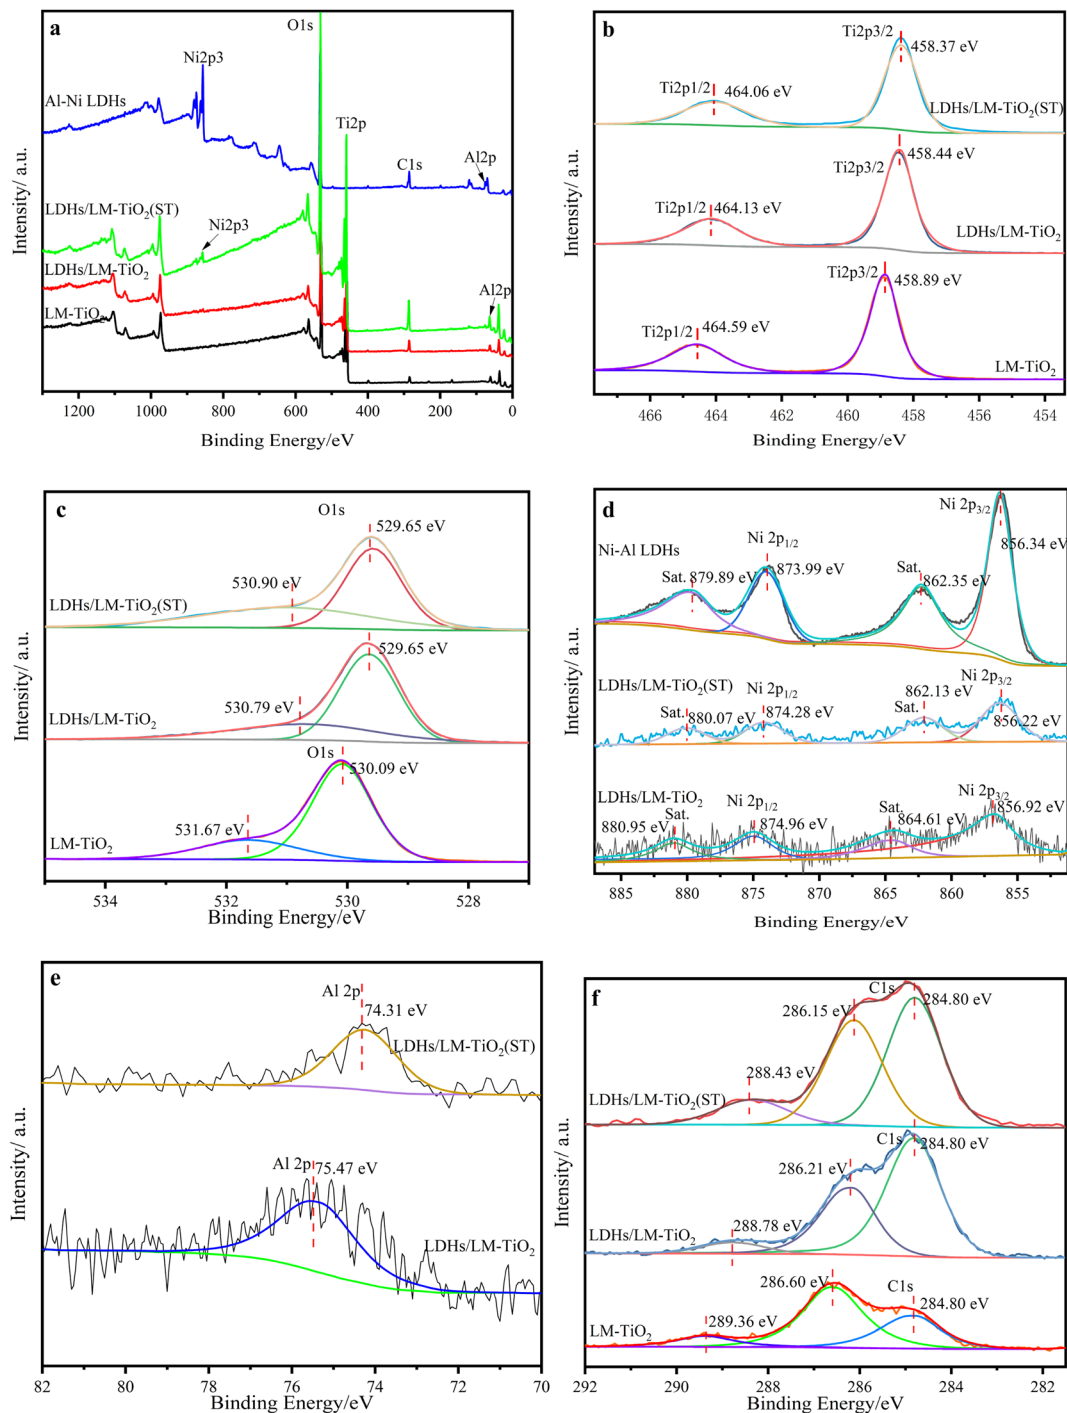 a
O1s
Ni2p3
Al-Ni LDHs
Ti2p
C1s
Al2p
LDHs/LM-TiO2(ST)
Ni2p3
LDHs/LM-TiO2
Al2p
LM-TiO2
1300 1000 800 600 400 200 0
Binding Energy/eV
Intensity/ a.u.
b
Ti2p3/2
458.37 eV
Ti2p1/2
464.06 eV
LDHs/LM-TiO2(ST)
458.44 eV
Ti2p3/2
Ti2p1/2
464.13 eV
LDHs/LM-TiO2
Ti2p3/2
458.89 eV
Ti2p1/2
464.59 eV
LM-TiO2
466 464 462 460 458 456 454
Binding Energy/eV
Intensity/ a.u.
c
O1s
529.65 eV
530.90 eV
LDHs/LM-TiO2(ST)
529.65 eV
530.79 eV
LDHs/LM-TiO2
O1s
530.09 eV
531.67 eV
LM-TiO2
534 532 530 528
Binding Energy/eV
Intensity/ a.u.
d
Ni 2p3/2
856.34 eV
Ni 2p1/2
Ni-Al LDHs
873.99 eV
Sat.
879.89 eV
Sat.
862.35 eV
LDHs/LM-TiO2(ST)
Ni 2p1/2
862.13 eV
Ni 2p3/2
Sat.
880.07 eV
874.28 eV
Sat.
856.22 eV
LDHs/LM-TiO2
Ni 2p3/2
Sat.
Ni 2p1/2
Sat.
856.92 eV
880.95 eV
874.96 eV
864.61 eV
885 880 875 870 865 860 855
Binding Energy/eV
Intensity/ a.u.
e
Al 2p
74.31 eV
LDHs/LM-TiO2(ST)
Al 2p
75.47 eV
LDHs/LM-TiO2
82 80 78 76 74 72 70
Binding Energy/eV
Intensity/ a.u.
f
C1s
286.15 eV
284.80 eV
288.43 eV
LDHs/LM-TiO2(ST)
C1s
284.80 eV
286.21 eV
288.78 eV
LDHs/LM-TiO2
286.60 eV
C1s
284.80 eV
289.36 eV
LM-TiO2
292 290 288 286 284 282
Binding Energy/eV
Intensity/ a.u.